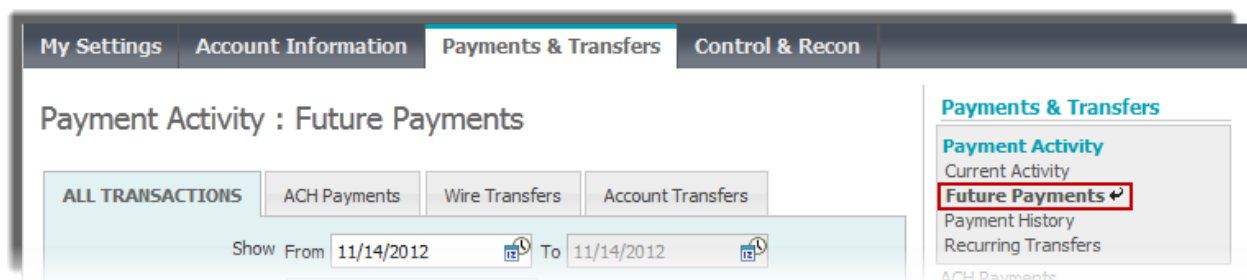 My Settings Account Information Payments & Transfers Control & Recon
Payment Activity : Future Payments
ALL TRANSACTIONS ACH Payments Wire Transfers Account Transfers
Show From 11/14/2012 To 11/14/2012
Payments & Transfers
Payment Activity
Current Activity
Future Payments
Payment History
Recurring Transfers
ACH Payments